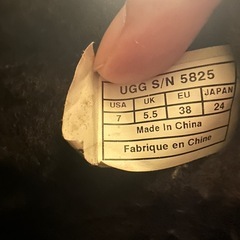 UGG S/N 5825
USA UK EU JAPAN
7 5.5 38 24
Made In China
Fabrique en Chine